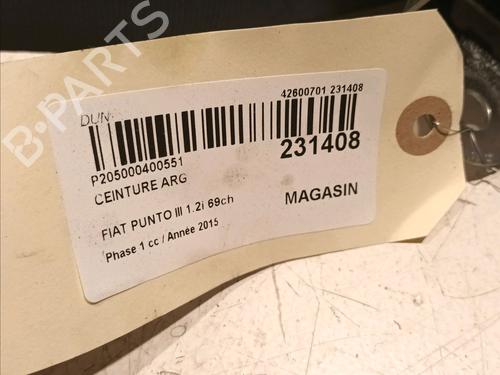 B-PARTS
DUN
42600701 231408
P205000400551
231408
CEINTURE ARG
MAGASIN
FIAT PUNTO III 1.2i 69ch
Phase 1 cc / Année 2015